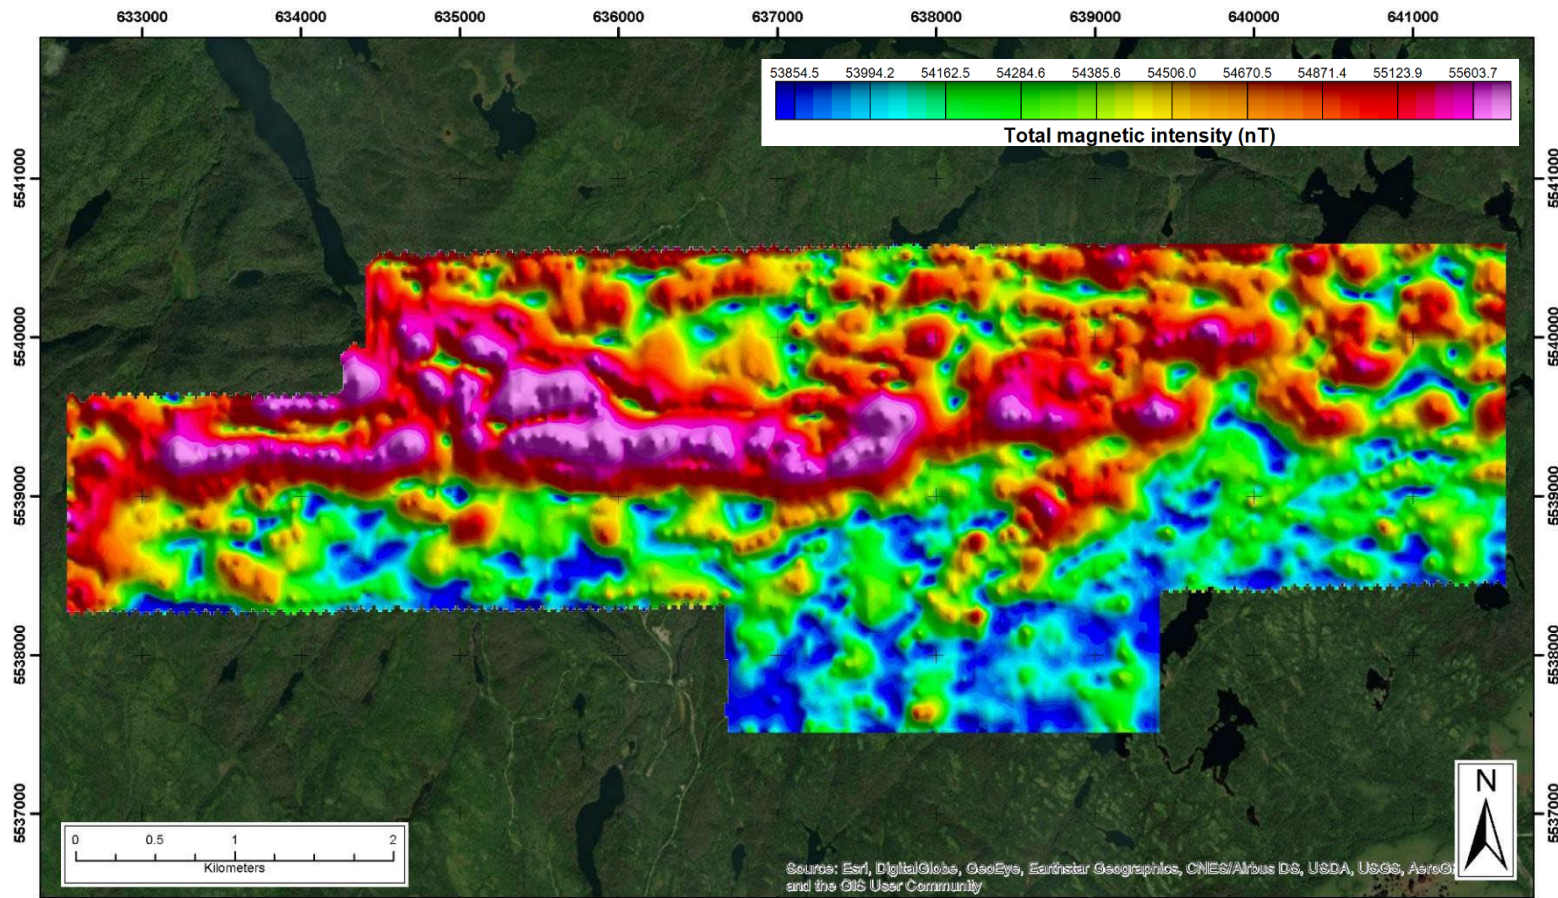 633000 634000 635000 636000 637000 638000 639000 640000 641000
53854.5 53994.2 54162.5 54284.6 54385.6 54506.0 54670.5 54871.4 55123.9 55603.7
Total magnetic intensity (nT)
5541000 5541000
5540000 5540000
5539000 5539000
5538000 5538000
5537000 5537000
N
0 0.5 1 2
Kilometers
Source: Esri, DigitalGlobe, GeoEye, Earthstar Geographics, CNES/Airbus DS, USDA, USGS,
and the GIS User Community